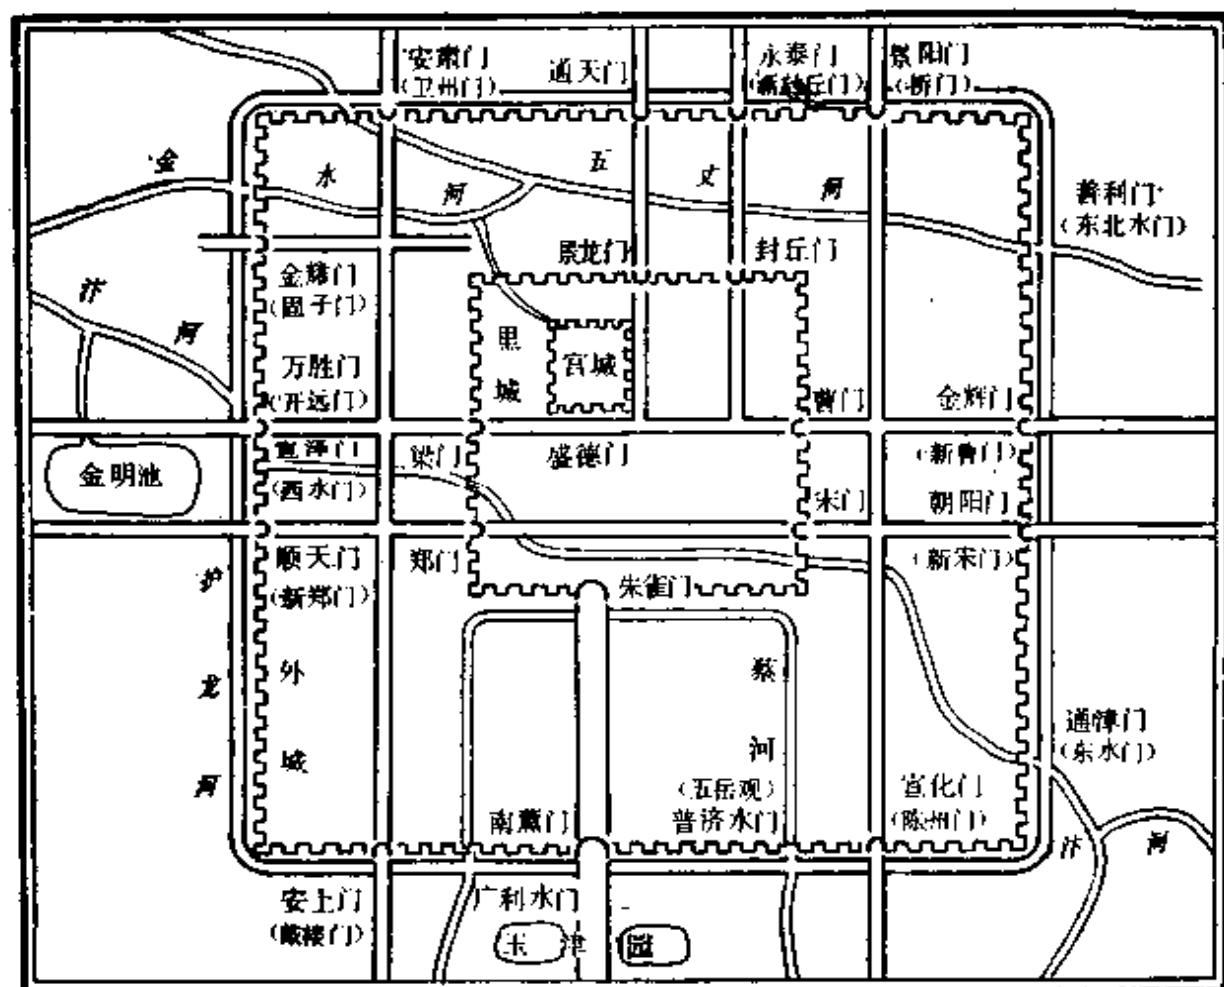 安肃门
(卫州门)
通天门
永泰门
(新封丘门)
景阳门
(桥门)
金
水
河
五
丈
河
善利门
(东北水门)
汴
河
金耀门
(固子门)
万胜门
(开远门)
景龙门
封丘门
里
城
宫城
曹门
金辉门
宣泽门
(西水门)
梁门
盛德门
(新曹门)
金明池
宋门
朝阳门
顺天门
(新郑门)
郑门
朱雀门
(新宋门)
护
龙
河
外
城
蔡
河
通津门
(东水门)
(五岳观)
普济水门
南薰门
宣化门
(陈州门)
汴
河
安上门
(戴楼门)
广利水门
玉
津
园